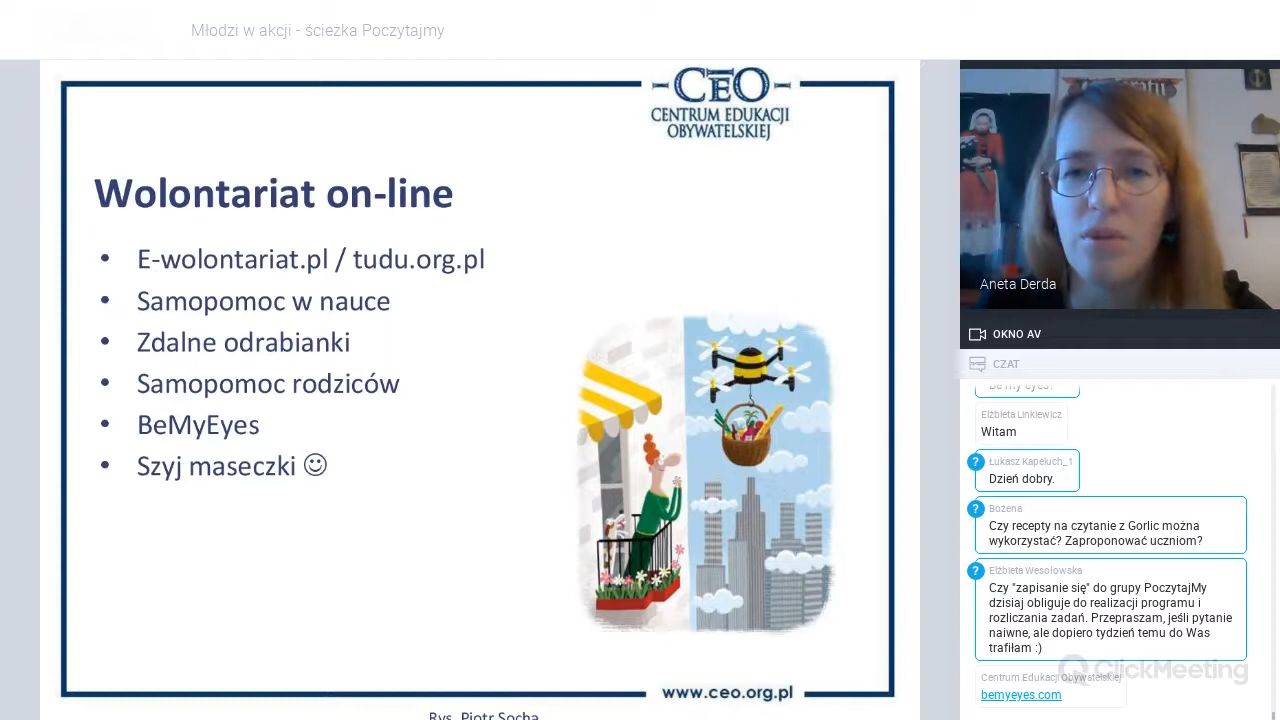 Młodzi w akcji - ścieżka Poczytajmy
CEO
CENTRUM EDUKACJI
OBYWATELSKIEJ
Wolontariat on-line
• E-wolontariat.pl / tudu.org.pl
• Samopomoc w nauce
• Zdalne odrabianki
• Samopomoc rodziców
• BeMyEyes
• Szyj maseczki ☺
www.ceo.org.pl
Rys. Piotr Socha
Aneta Derda
OKNO AV
CZAT
Be my eyes?
Elżbieta Linkiewicz
Witam
?
Łukasz Kapeluch_1
Dzień dobry.
?
Bożena
Czy recepty na czytanie z Gorlic można
wykorzystać? Zaproponować uczniom?
?
Elżbieta Wesołowska
Czy "zapisanie się" do grupy PoczytajMy
dzisiaj obliguje do realizacji programu i
rozliczania zadań. Przepraszam, jeśli pytanie
naiwne, ale dopiero tydzień temu do Was
trafiłam :)
ClickMeeting
Centrum Edukacji Obywatelskiej
bemyeyes.com